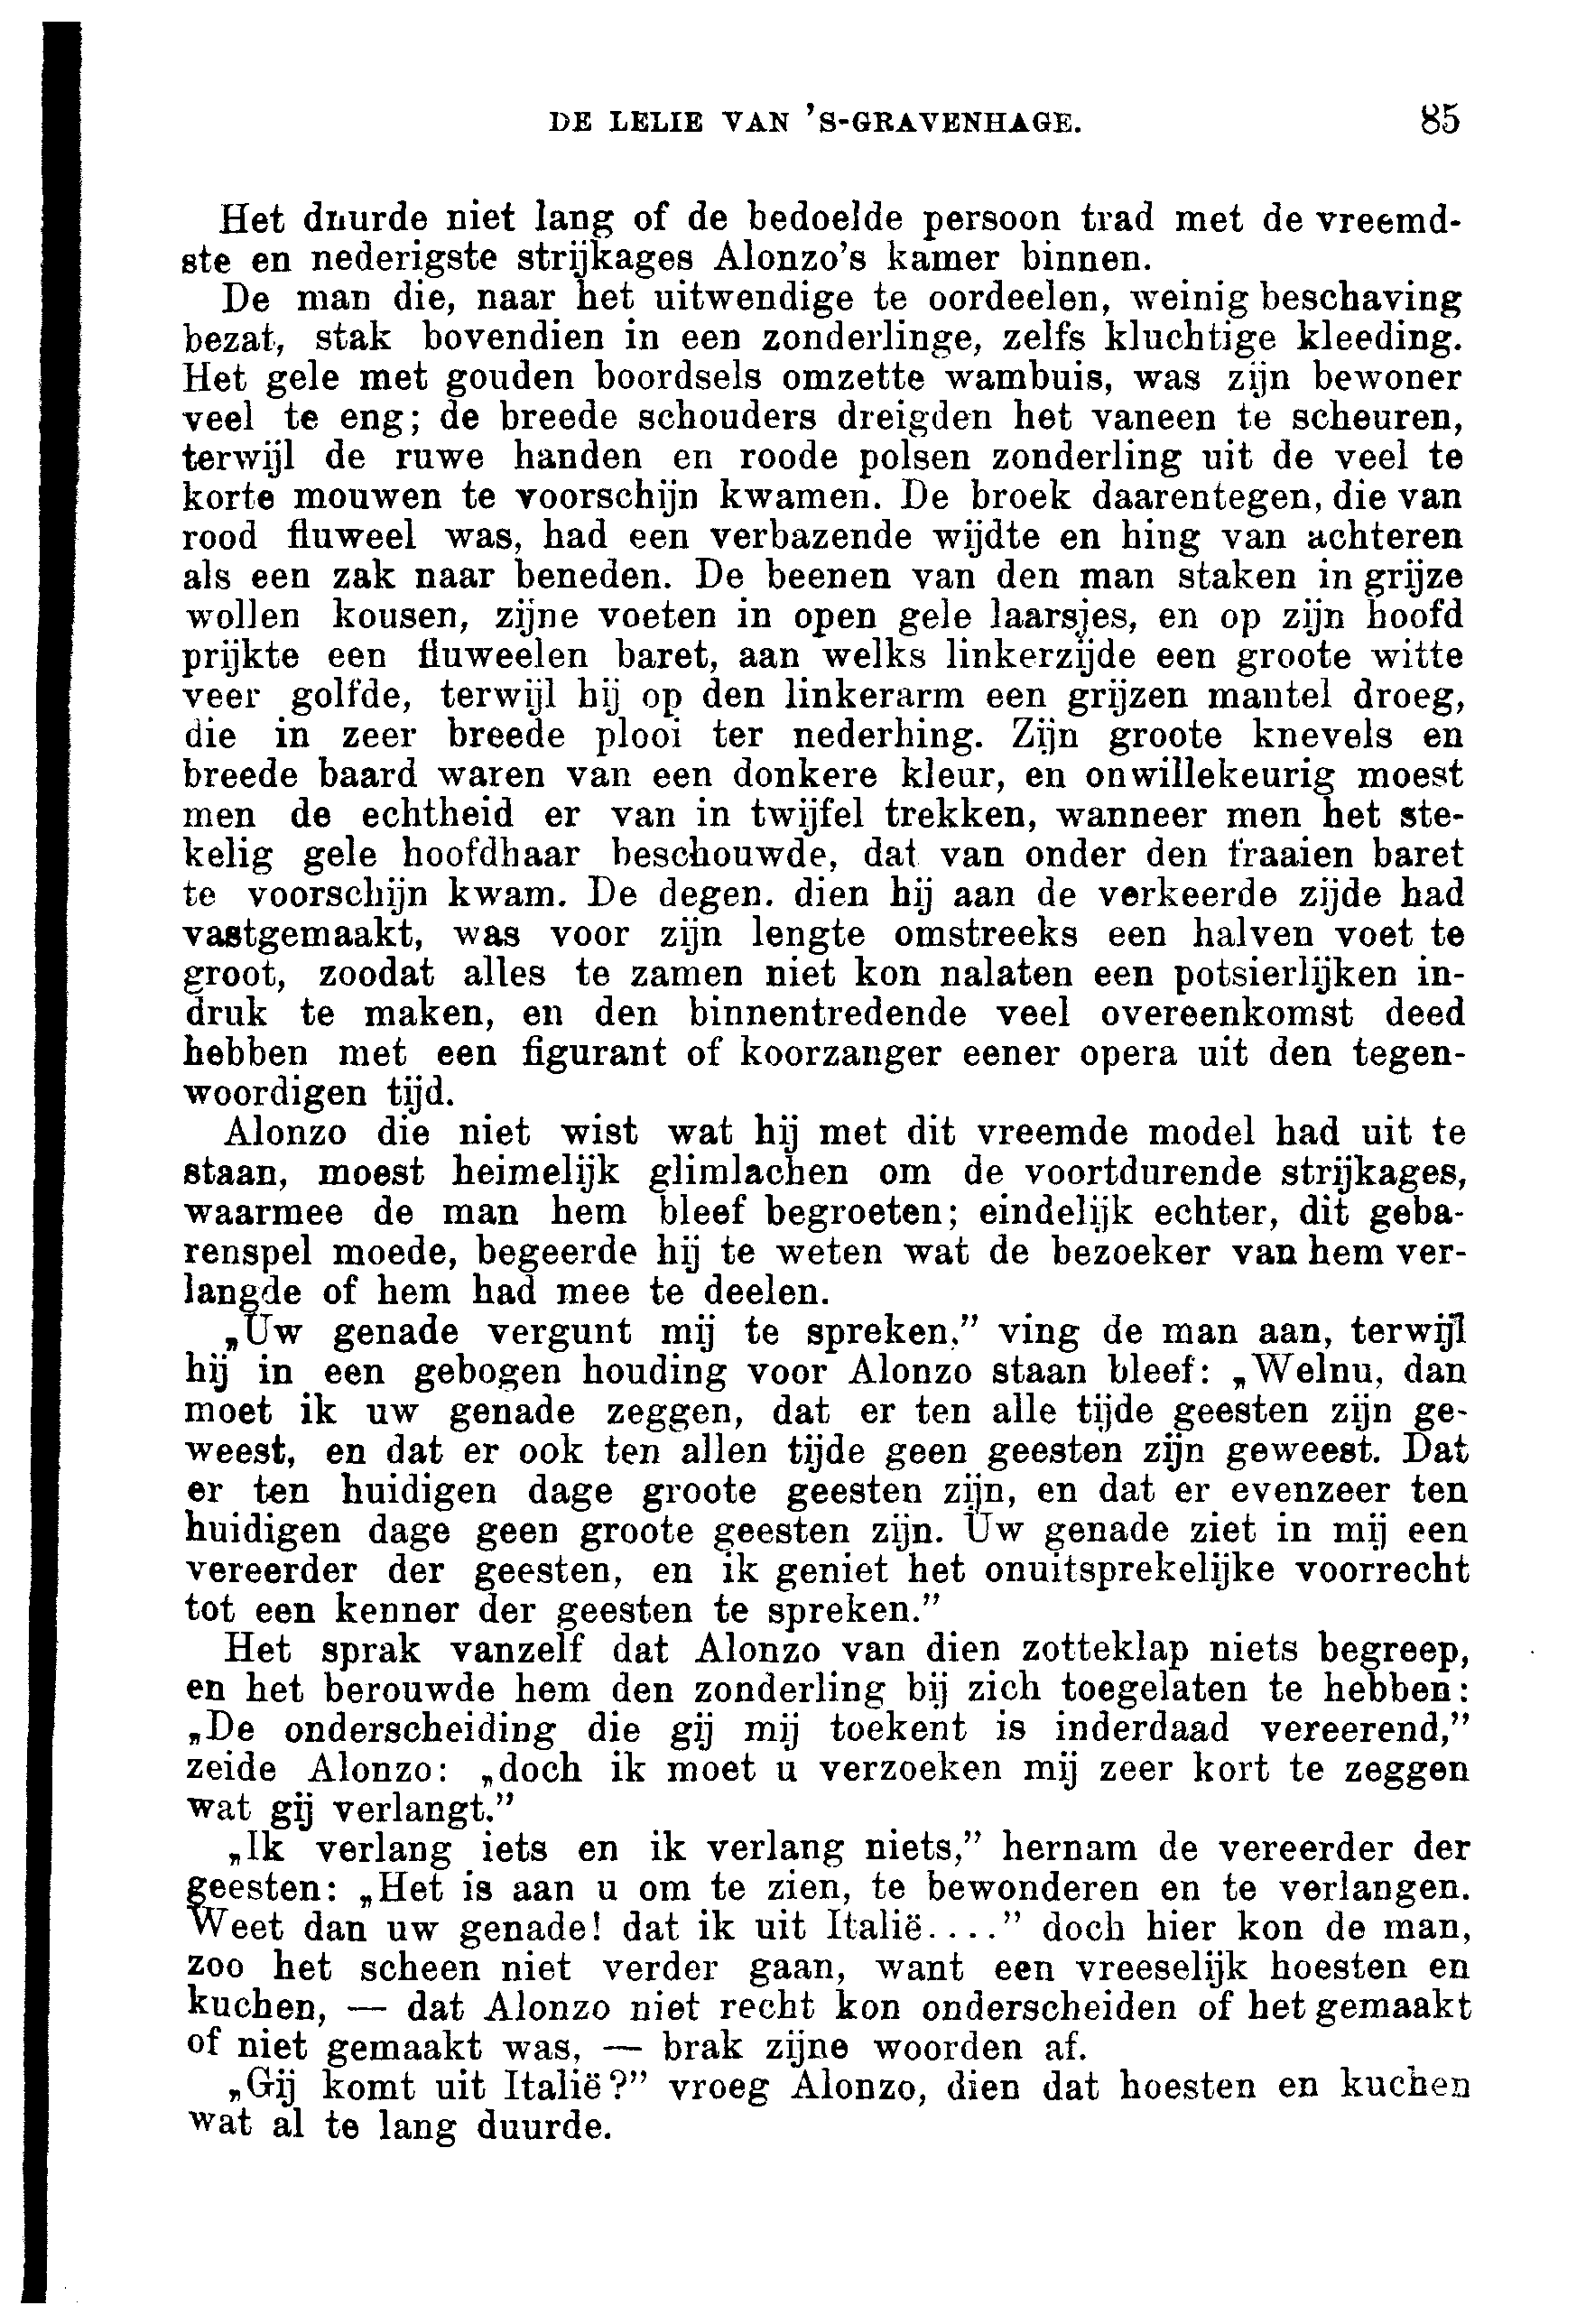 DE LELIE VAN 'S-GRAVENHAGE. 85
Het duurde niet lang of de bedoelde persoon trad met de vreemd-
ste en nederigste strijkages Alonzo's kamer binnen.
De man die, naar het uitwendige te oordeelen, weinig beschaving
bezat, stak bovendien in een zonderlinge, zelfs kluchtige kleeding.
Het gele met gouden boordsels omzette wambuis, was zijn bewoner
veel te eng; de breede schouders dreigden het vaneen te scheuren,
terwijl de ruwe handen en roode polsen zonderling uit de veel te
korte mouwen te voorschijn kwamen. De broek daarentegen, die van
rood fluweel was, had een verbazende wijdte en hing van achteren
als een zak naar beneden. De beenen van den man staken in grijze
wollen kousen, zijne voeten in open gele laarsjes, en op zijn hoofd
prijkte een fluweelen baret, aan welks linkerzijde een groote witte
veer golfde, terwijl hij op den linkerarm een grijzen mantel droeg,
die in zeer breede plooi ter nederhing. Zijn groote knevels en
breede baard waren van een donkere kleur, en onwillekeurig moest
men de echtheid er van in twijfel trekken, wanneer men het ste-
kelig gele hoofdhaar beschouwde, dat van onder den fraaien baret
te voorschijn kwam. De degen. dien hij aan de verkeerde zijde had
vastgemaakt, was voor zijn lengte omstreeks een halven voet te
groot, zoodat alles te zamen niet kon nalaten een potsierlijken in-
druk te maken, en den binnentredende veel overeenkomst deed
hebben met een figurant of koorzanger eener opera uit den tegen-
woordigen tijd.
Alonzo die niet wist wat hij met dit vreemde model had uit te
staan, moest heimelijk glimlachen om de voortdurende strijkages,
waarmee de man hem bleef begroeten; eindelijk echter, dit geba-
renspel moede, begeerde hij te weten wat de bezoeker van hem ver-
langde of hem had mee te deelen.
„Uw genade vergunt mij te spreken,” ving de man aan, terwijl
hij in een gebogen houding voor Alonzo staan bleef: „Welnu, dan
moet ik uw genade zeggen, dat er ten alle tijde geesten zijn ge-
weest, en dat er ook ten allen tijde geen geesten zijn geweest. Dat
er ten huidigen dage groote geesten zijn, en dat er evenzeer ten
huidigen dage geen groote geesten zijn. Uw genade ziet in mij een
vereerder der geesten, en ik geniet het onuitsprekelijke voorrecht
tot een kenner der geesten te spreken.”
Het sprak vanzelf dat Alonzo van dien zotteklap niets begreep,
en het berouwde hem den zonderling bij zich toegelaten te hebben:
„De onderscheiding die gij mij toekent is inderdaad vereerend,”
zeide Alonzo: „doch ik moet u verzoeken mij zeer kort te zeggen
wat gij verlangt.”
„Ik verlang iets en ik verlang niets,” hernam de vereerder der
geesten: „Het is aan u om te zien, te bewonderen en te verlangen.
Weet dan uw genade! dat ik uit Italië....” doch hier kon de man,
zoo het scheen niet verder gaan, want een vreeselijk hoesten en
kuchen, — dat Alonzo niet recht kon onderscheiden of het gemaakt
of niet gemaakt was, — brak zijne woorden af.
„Gij komt uit Italië?” vroeg Alonzo, dien dat hoesten en kuchen
wat al te lang duurde.